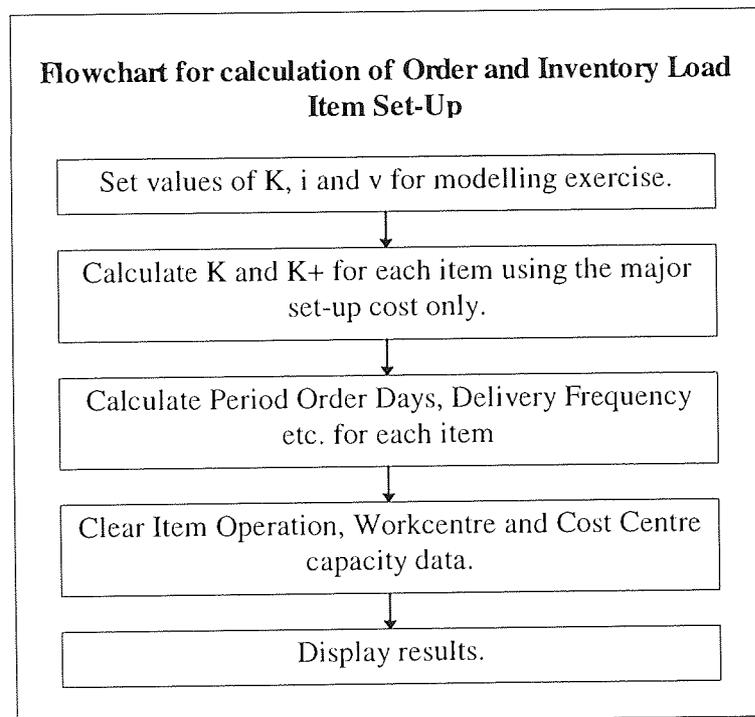 Flowchart for calculation of Order and Inventory Load
Item Set-Up
Set values of K, i and v for modelling exercise.
Calculate K and K+ for each item using the major
set-up cost only.
Calculate Period Order Days, Delivery Frequency
etc. for each item
Clear Item Operation, Workcentre and Cost Centre
capacity data.
Display results.